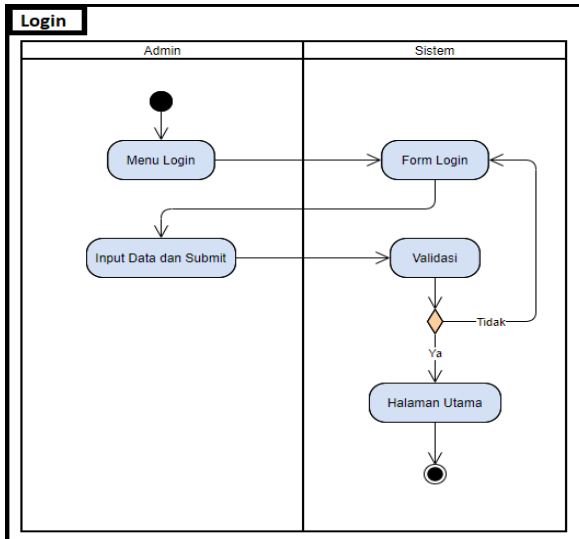 Login
Admin
Sistem
Menu Login
Form Login
Input Data dan Submit
Validasi
Tidak
Ya
Halaman Utama